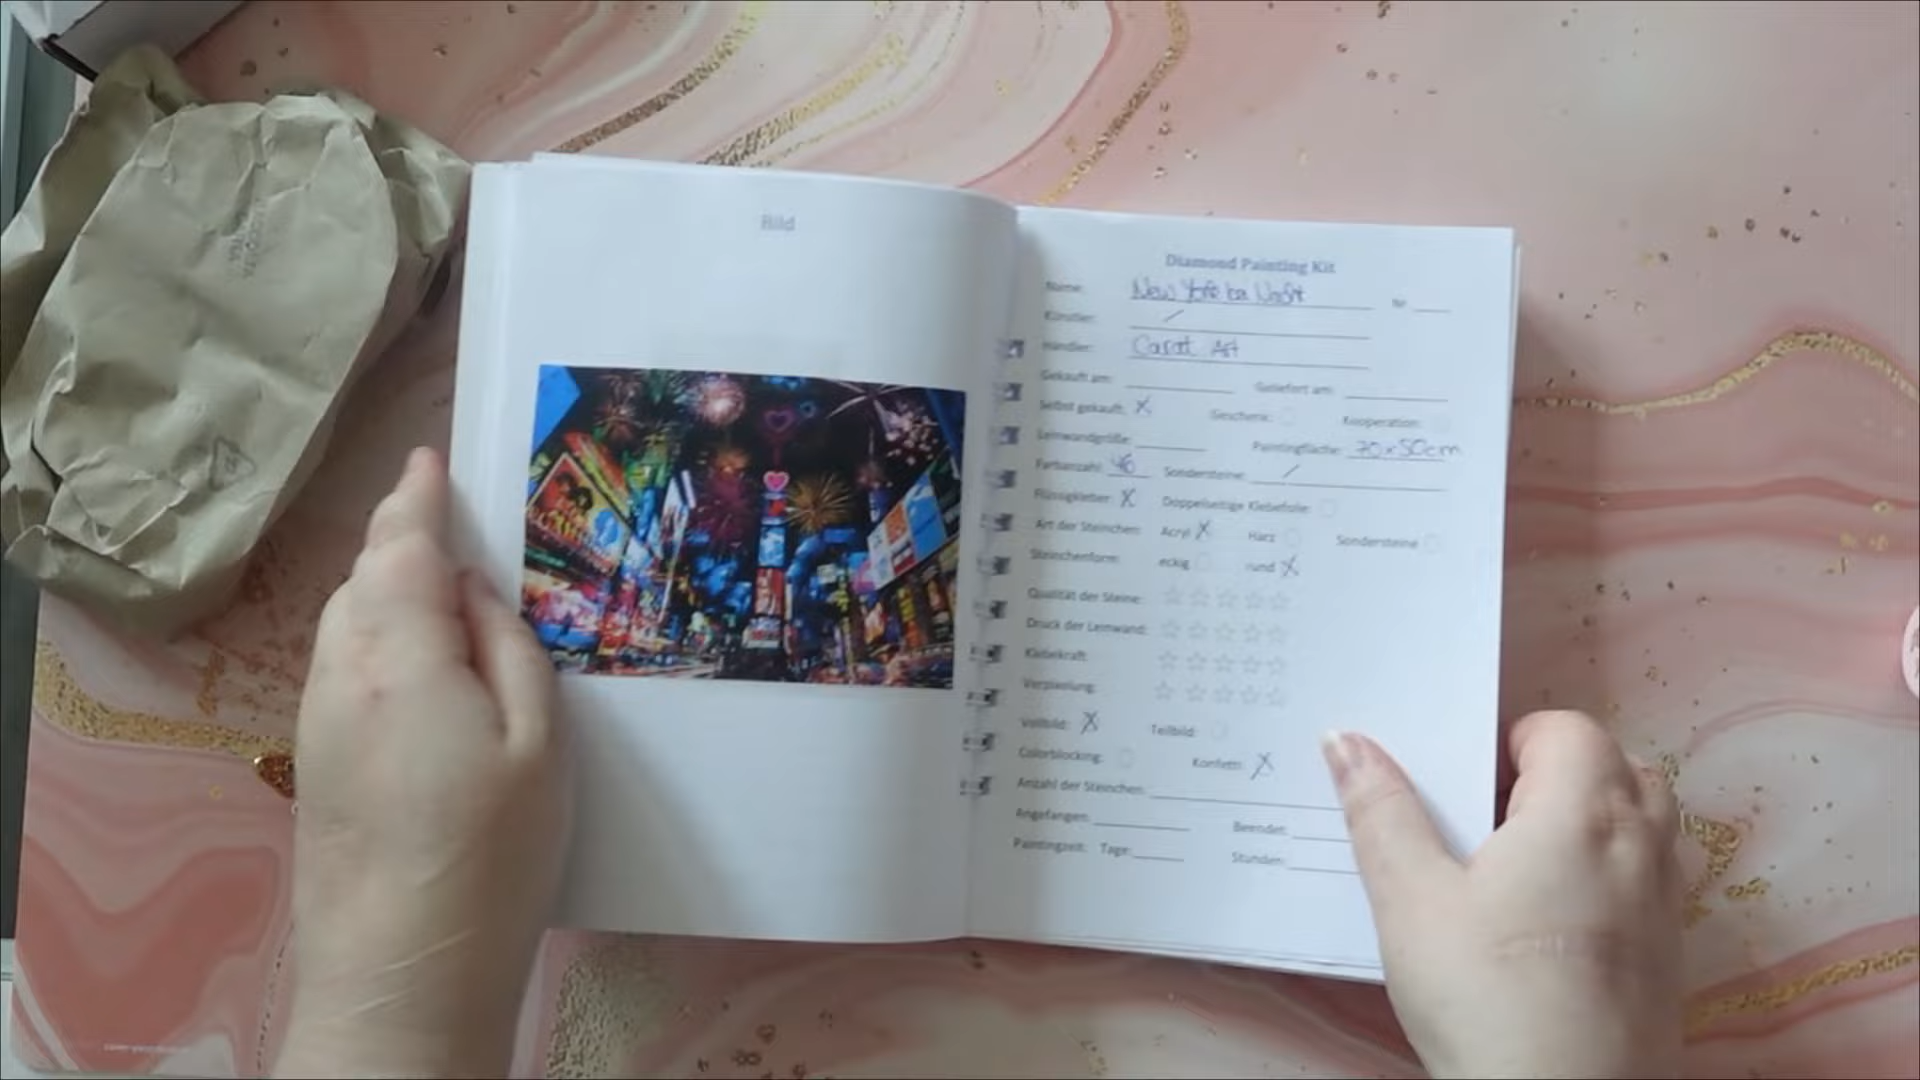 Bild
Diamond Painting Kit
Name: New York bei Nacht Nr.
Künstler: /
Händler: Carat Art
Gekauft am: Geliefert am:
Selbst gekauft: X Geschenk: Kooperation:
Leinwandgröße: Paintingfläche: 70x50cm
Farbanzahl: 46 Sondersteine: /
Flüssigkleber: X Doppelseitige Klebefolie:
Art der Steinchen: Acryl X Harz Sondersteine
Steinchenform: eckig rund X
Qualität der Steine:
Druck der Leinwand:
Klebekraft:
Verpackung:
Vollbild: X Teilbild:
Colorblocking: Konfetti: X
Anzahl der Steinchen:
Angefangen: Beendet:
Paintingzeit: Tage: Stunden: